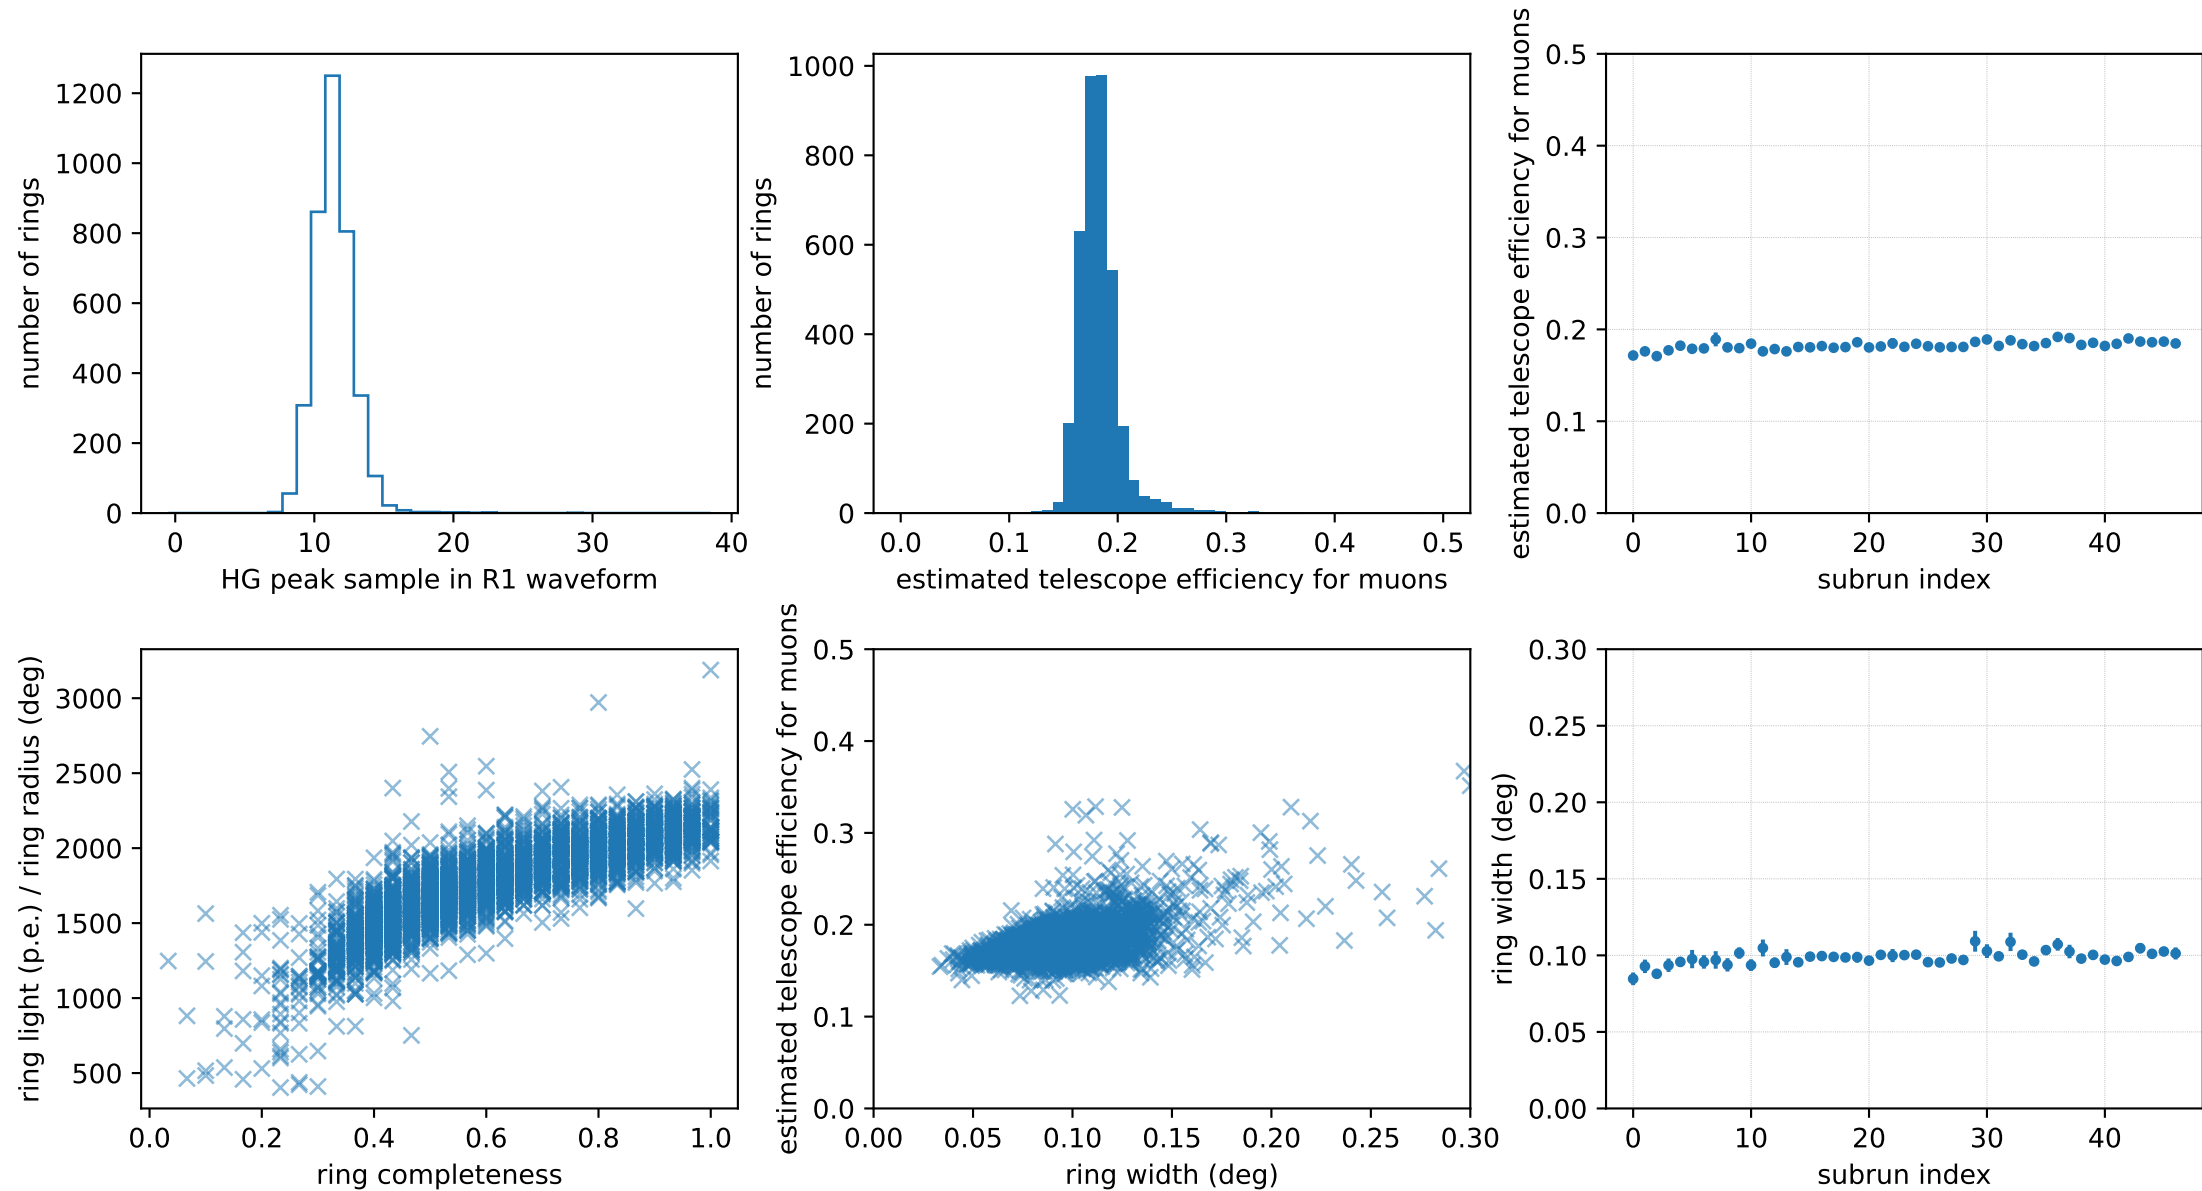 number of rings
1200
1000
800
600
400
200
0
0 10 20 30 40
HG peak sample in R1 waveform
number of rings
1000
800
600
400
200
0
0.0 0.1 0.2 0.3 0.4 0.5
estimated telescope efficiency for muons
estimated telescope efficiency for muons
0.5
0.4
0.3
0.2
0.1
0.0
0 10 20 30 40
subrun index
ring light (p.e.) / ring radius (deg)
3000
2500
2000
1500
1000
500
0.0 0.2 0.4 0.6 0.8 1.0
ring completeness
estimated telescope efficiency for muons
0.5
0.4
0.3
0.2
0.1
0.0
0.00 0.05 0.10 0.15 0.20 0.25 0.30
ring width (deg)
ring width (deg)
0.30
0.25
0.20
0.15
0.10
0.05
0.00
0 10 20 30 40
subrun index